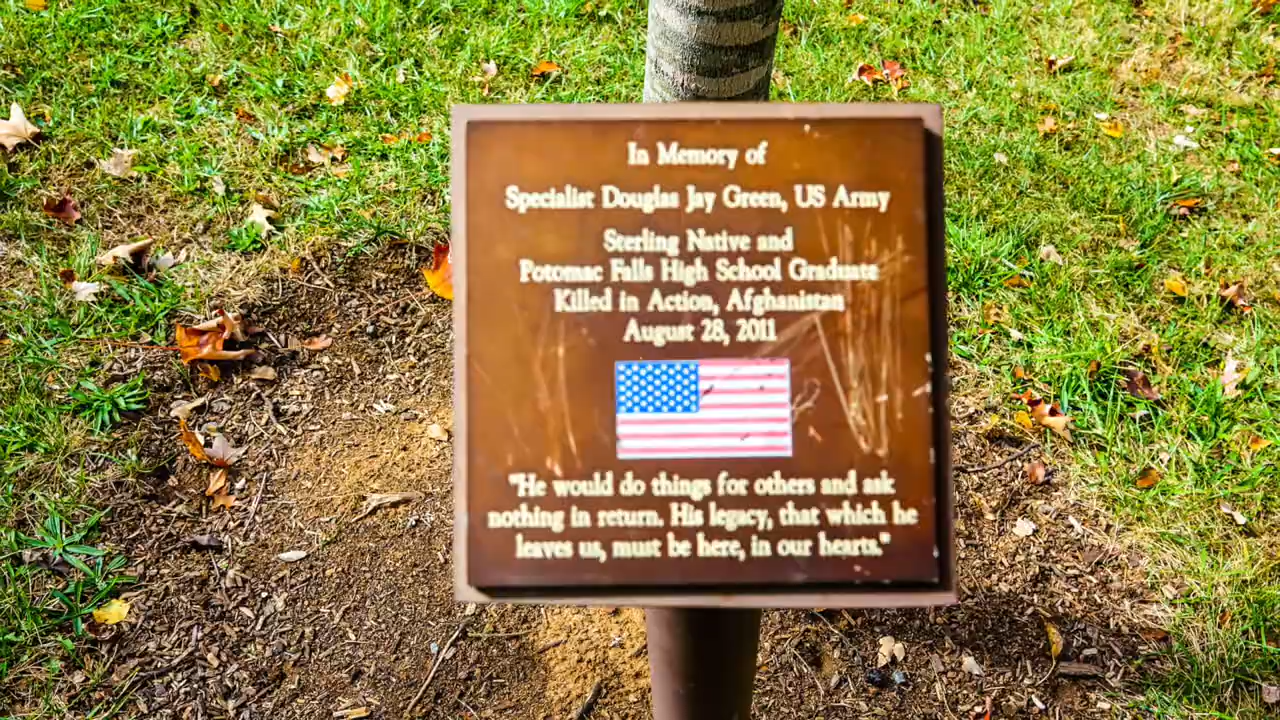 In Memory of
Specialist Douglas Jay Green, US Army
Sterling Native and
Potomac Falls High School Graduate
Killed in Action, Afghanistan
August 28, 2011
"He would do things for others and ask
nothing in return. His legacy, that which he
leaves us, must be here, in our hearts."